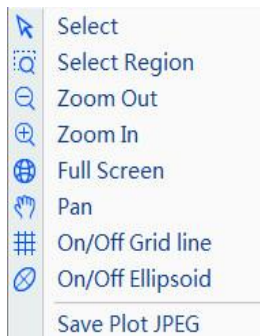 Select
Select Region
Zoom Out
Zoom In
Full Screen
Pan
On/Off Grid line
On/Off Ellipsoid
Save Plot JPEG